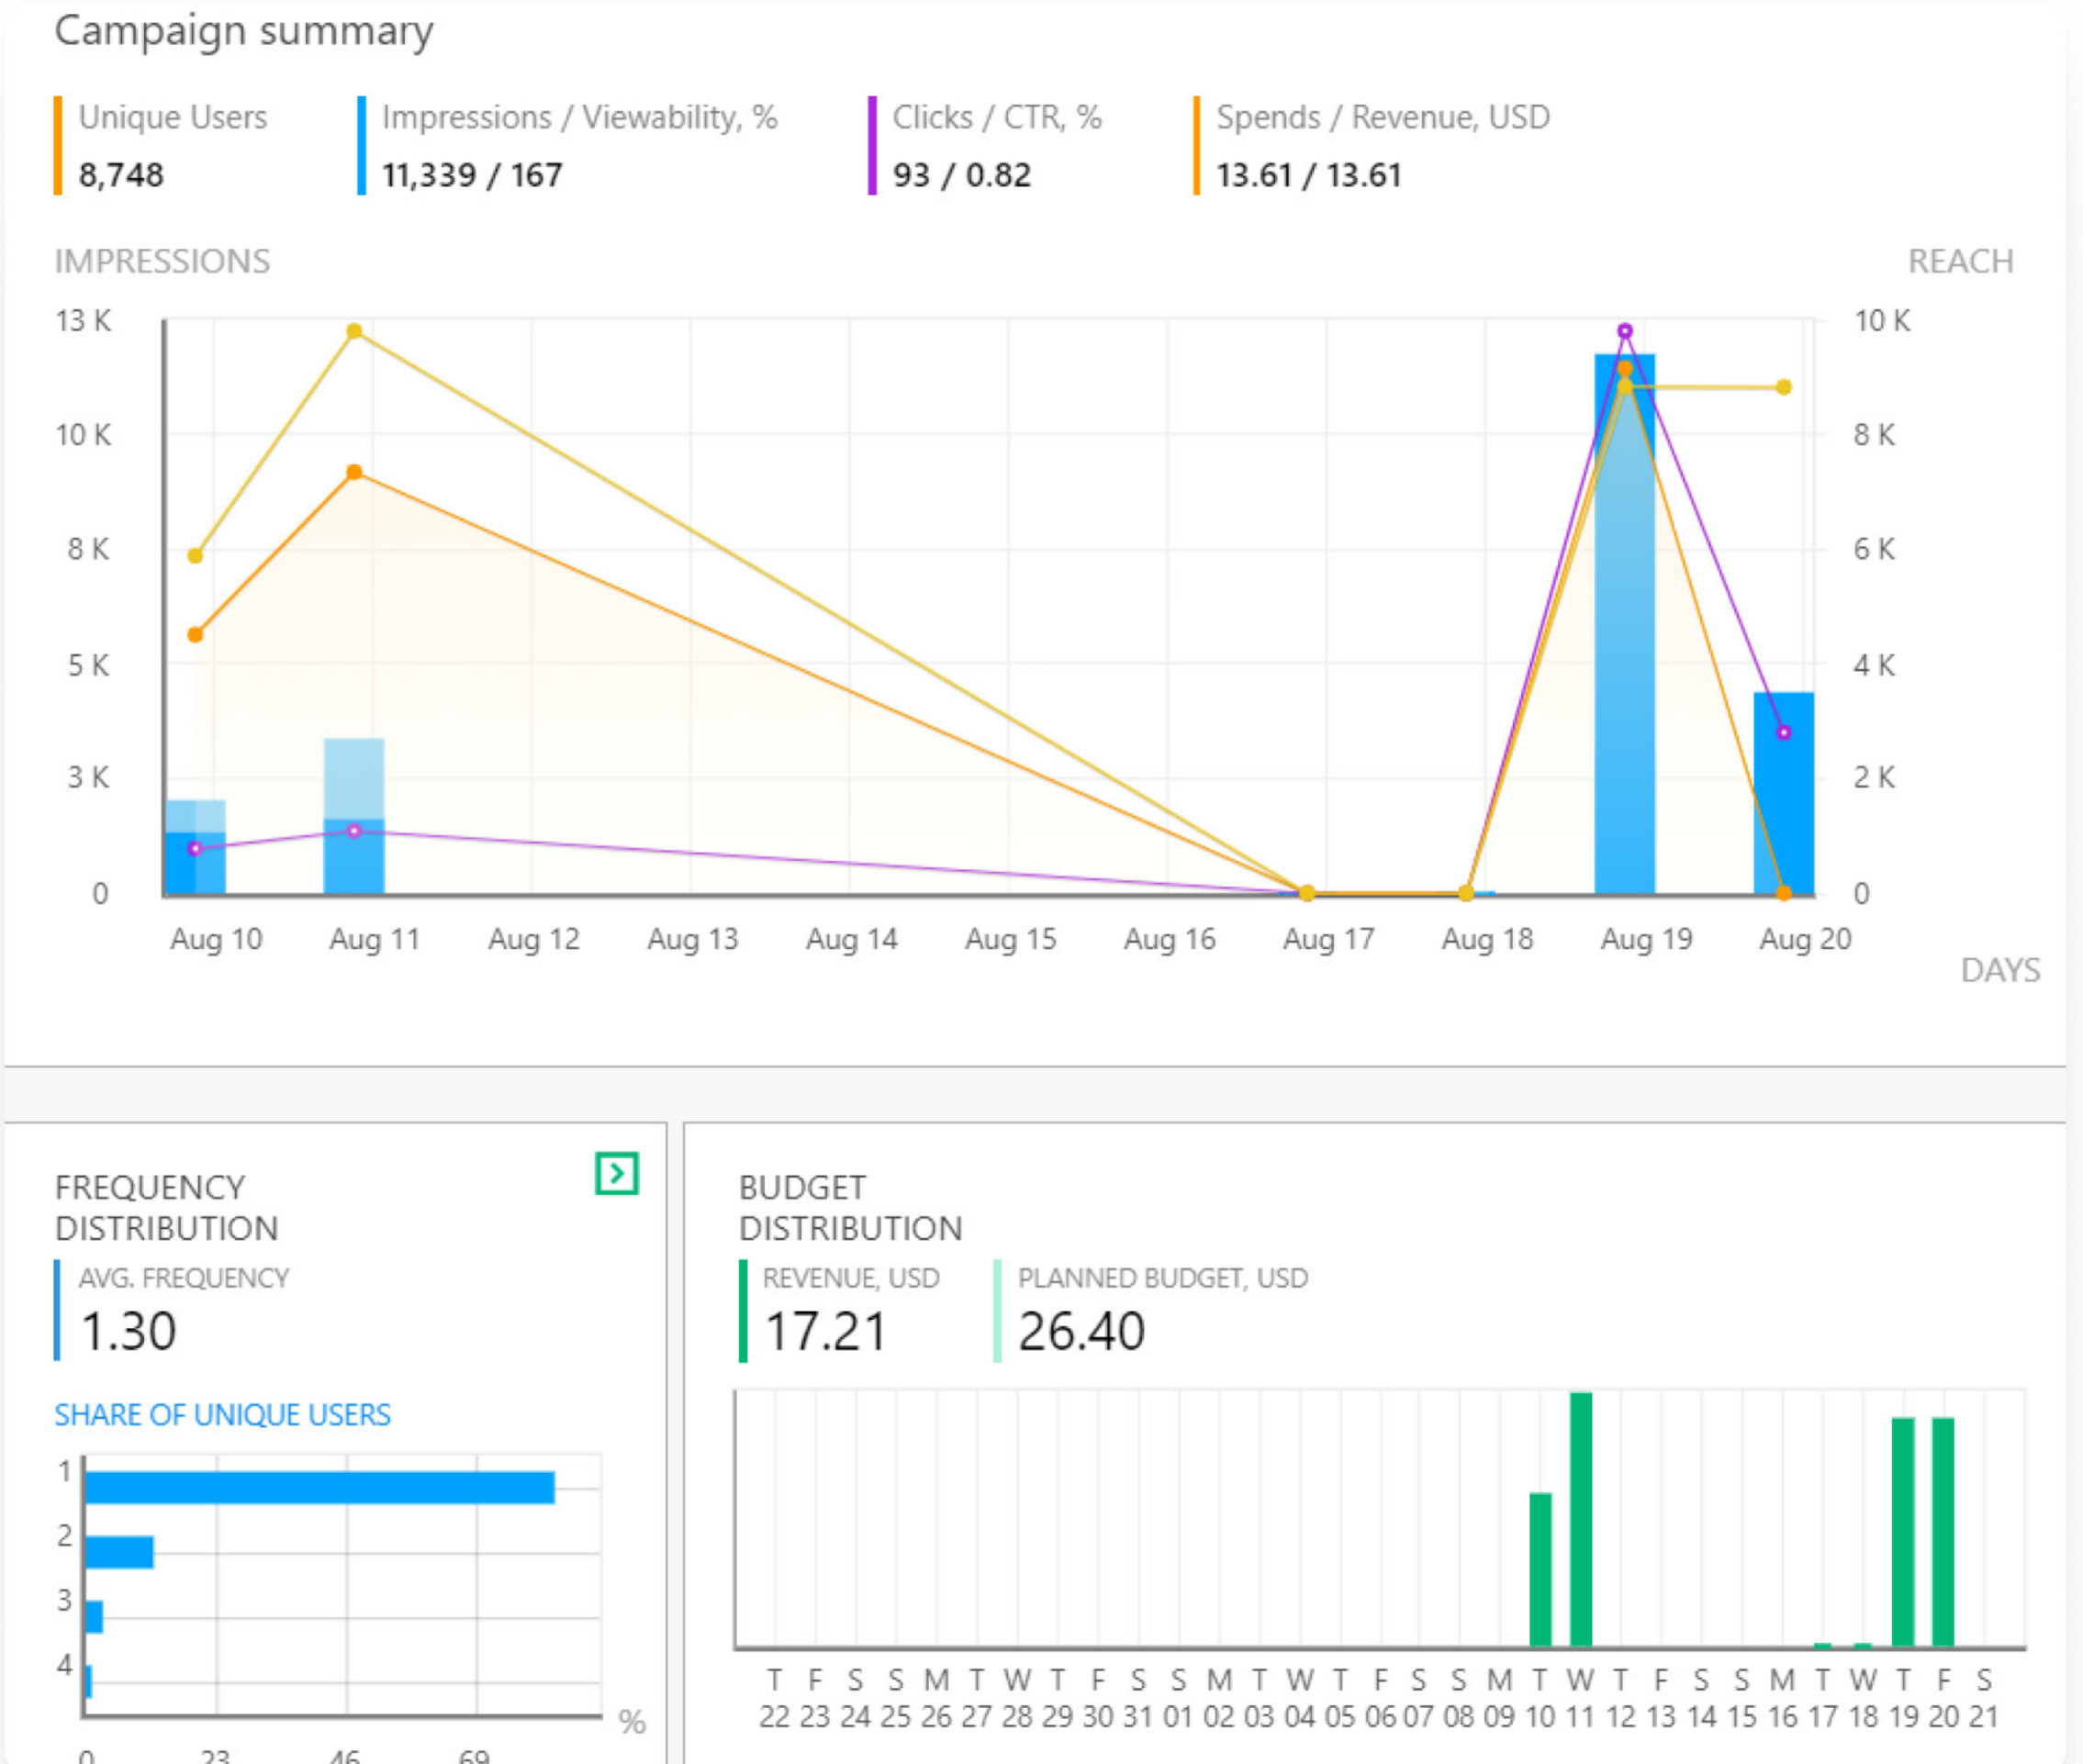 Campaign summary
Unique Users
8,748
Impressions / Viewability, %
11,339 / 167
Clicks / CTR, %
93 / 0.82
Spends / Revenue, USD
13.61 / 13.61
IMPRESSIONS
REACH
13 K
10 K
8 K
5 K
3 K
0
10 K
8 K
6 K
4 K
2 K
0
Aug 10 Aug 11 Aug 12 Aug 13 Aug 14 Aug 15 Aug 16 Aug 17 Aug 18 Aug 19 Aug 20
DAYS
FREQUENCY
DISTRIBUTION
AVG. FREQUENCY
1.30
SHARE OF UNIQUE USERS
1
2
3
4
%
0 23 46 69
BUDGET
DISTRIBUTION
REVENUE, USD
17.21
PLANNED BUDGET, USD
26.40
T F S S M T W T F S S M T W T F S S M T W T F S S M T W T F S
22 23 24 25 26 27 28 29 30 31 01 02 03 04 05 06 07 08 09 10 11 12 13 14 15 16 17 18 19 20 21